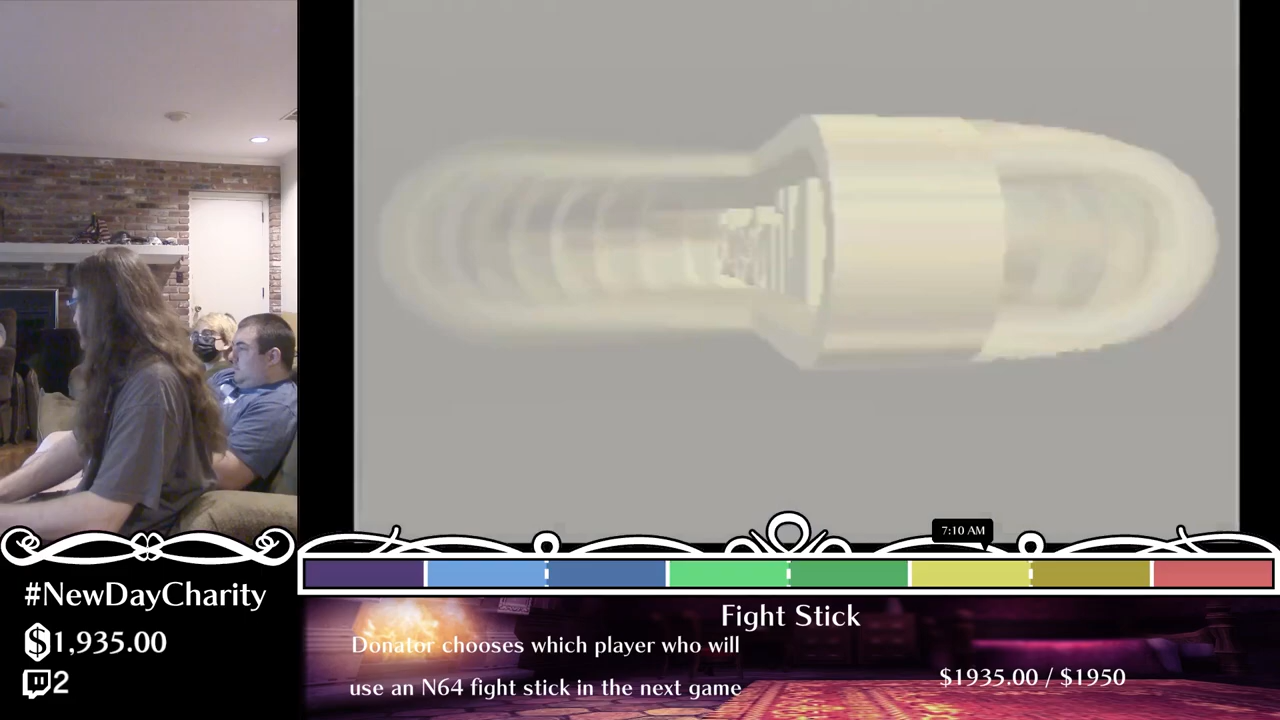 7:10 AM
#NewDayCharity
$1,935.00
2
Fight Stick
Donator chooses which player who will
use an N64 fight stick in the next game
$1935.00 / $1950